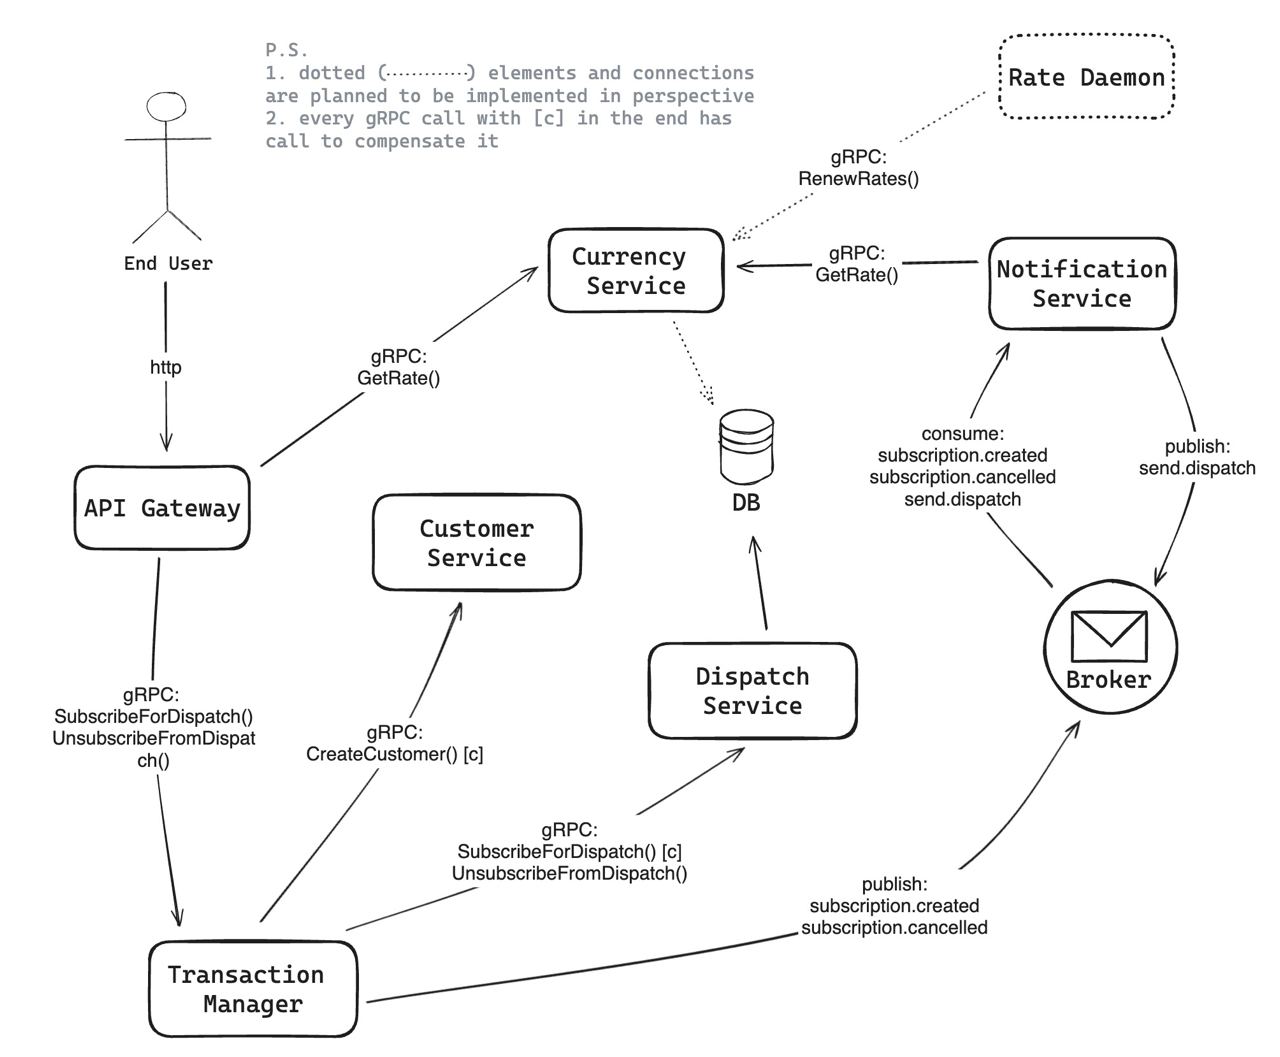 P.S.
1. dotted (............) elements and connections
are planned to be implemented in perspective
2. every gRPC call with [c] in the end has
call to compensate it
Rate Daemon
gRPC:
RenewRates()
End User
Currency
Service
gRPC:
GetRate()
Notification
Service
http
gRPC:
GetRate()
consume:
subscription.created
subscription.cancelled
send.dispatch
publish:
send.dispatch
API Gateway
Customer
Service
DB
Dispatch
Service
Broker
gRPC:
SubscribeForDispatch()
UnsubscribeFromDispat
ch()
gRPC:
CreateCustomer() [c]
gRPC:
SubscribeForDispatch() [c]
UnsubscribeFromDispatch()
publish:
subscription.created
subscription.cancelled
Transaction
Manager